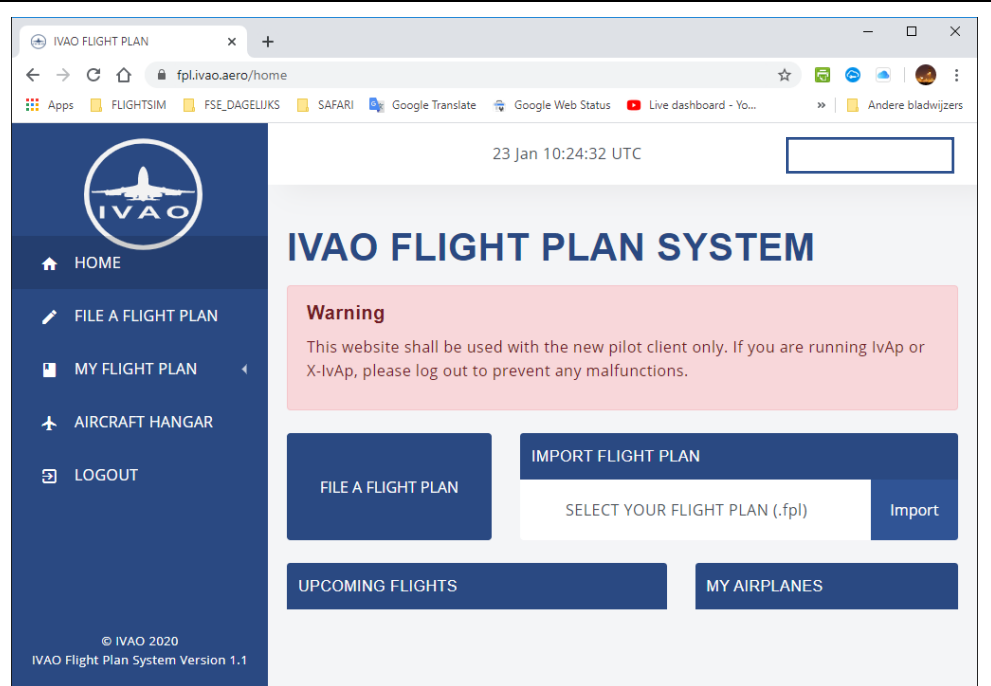 IVAO FLIGHT PLAN
fpl.ivao.aero/home
Apps FLIGHTSIM FSE_DAGELIJKS SAFARI Google Translate Google Web Status Live dashboard - Yo... » Andere bladwijzers
IVAO
23 Jan 10:24:32 UTC
HOME
FILE A FLIGHT PLAN
MY FLIGHT PLAN
AIRCRAFT HANGAR
LOGOUT
© IVAO 2020
IVAO Flight Plan System Version 1.1
IVAO FLIGHT PLAN SYSTEM
Warning
This website shall be used with the new pilot client only. If you are running IvAp or
X-IvAp, please log out to prevent any malfunctions.
FILE A FLIGHT PLAN
IMPORT FLIGHT PLAN
SELECT YOUR FLIGHT PLAN (.fpl) Import
UPCOMING FLIGHTS
MY AIRPLANES